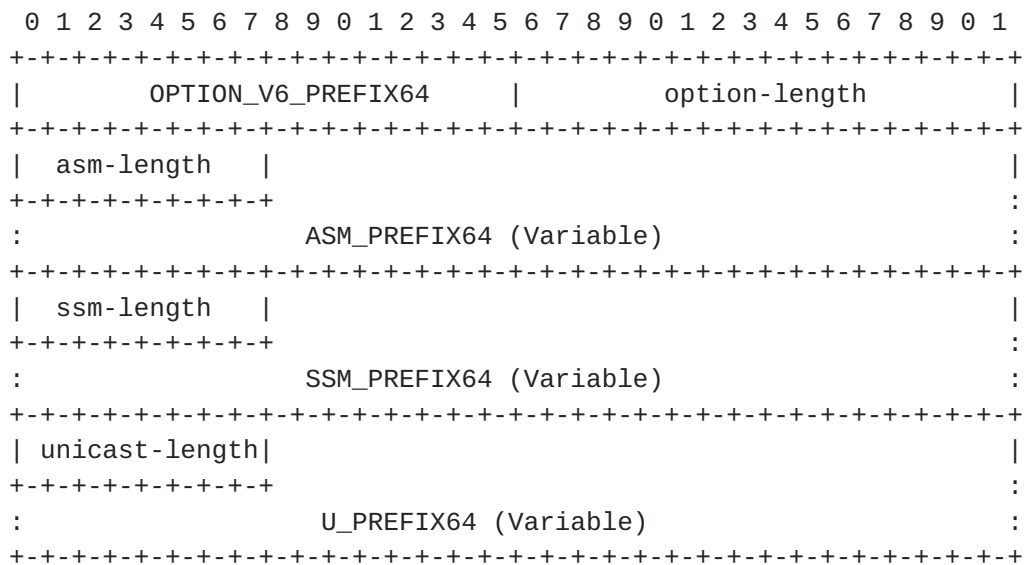 0 1 2 3 4 5 6 7 8 9 0 1 2 3 4 5 6 7 8 9 0 1 2 3 4 5 6 7 8 9 0 1
+-+-+-+-+-+-+-+-+-+-+-+-+-+-+-+-+-+-+-+-+-+-+-+-+-+-+-+-+-+-+-+-+
|        OPTION_V6_PREFIX64     |         option-length         |
+-+-+-+-+-+-+-+-+-+-+-+-+-+-+-+-+-+-+-+-+-+-+-+-+-+-+-+-+-+-+-+-+
|  asm-length   |                                               |
+-+-+-+-+-+-+-+-+                                               :
:                  ASM_PREFIX64 (Variable)                      :
+-+-+-+-+-+-+-+-+-+-+-+-+-+-+-+-+-+-+-+-+-+-+-+-+-+-+-+-+-+-+-+-+
|  ssm-length   |                                               |
+-+-+-+-+-+-+-+-+                                               :
:                  SSM_PREFIX64 (Variable)                      :
+-+-+-+-+-+-+-+-+-+-+-+-+-+-+-+-+-+-+-+-+-+-+-+-+-+-+-+-+-+-+-+-+
| unicast-length|                                               |
+-+-+-+-+-+-+-+-+                                               :
:                   U_PREFIX64 (Variable)                       :
+-+-+-+-+-+-+-+-+-+-+-+-+-+-+-+-+-+-+-+-+-+-+-+-+-+-+-+-+-+-+-+-+